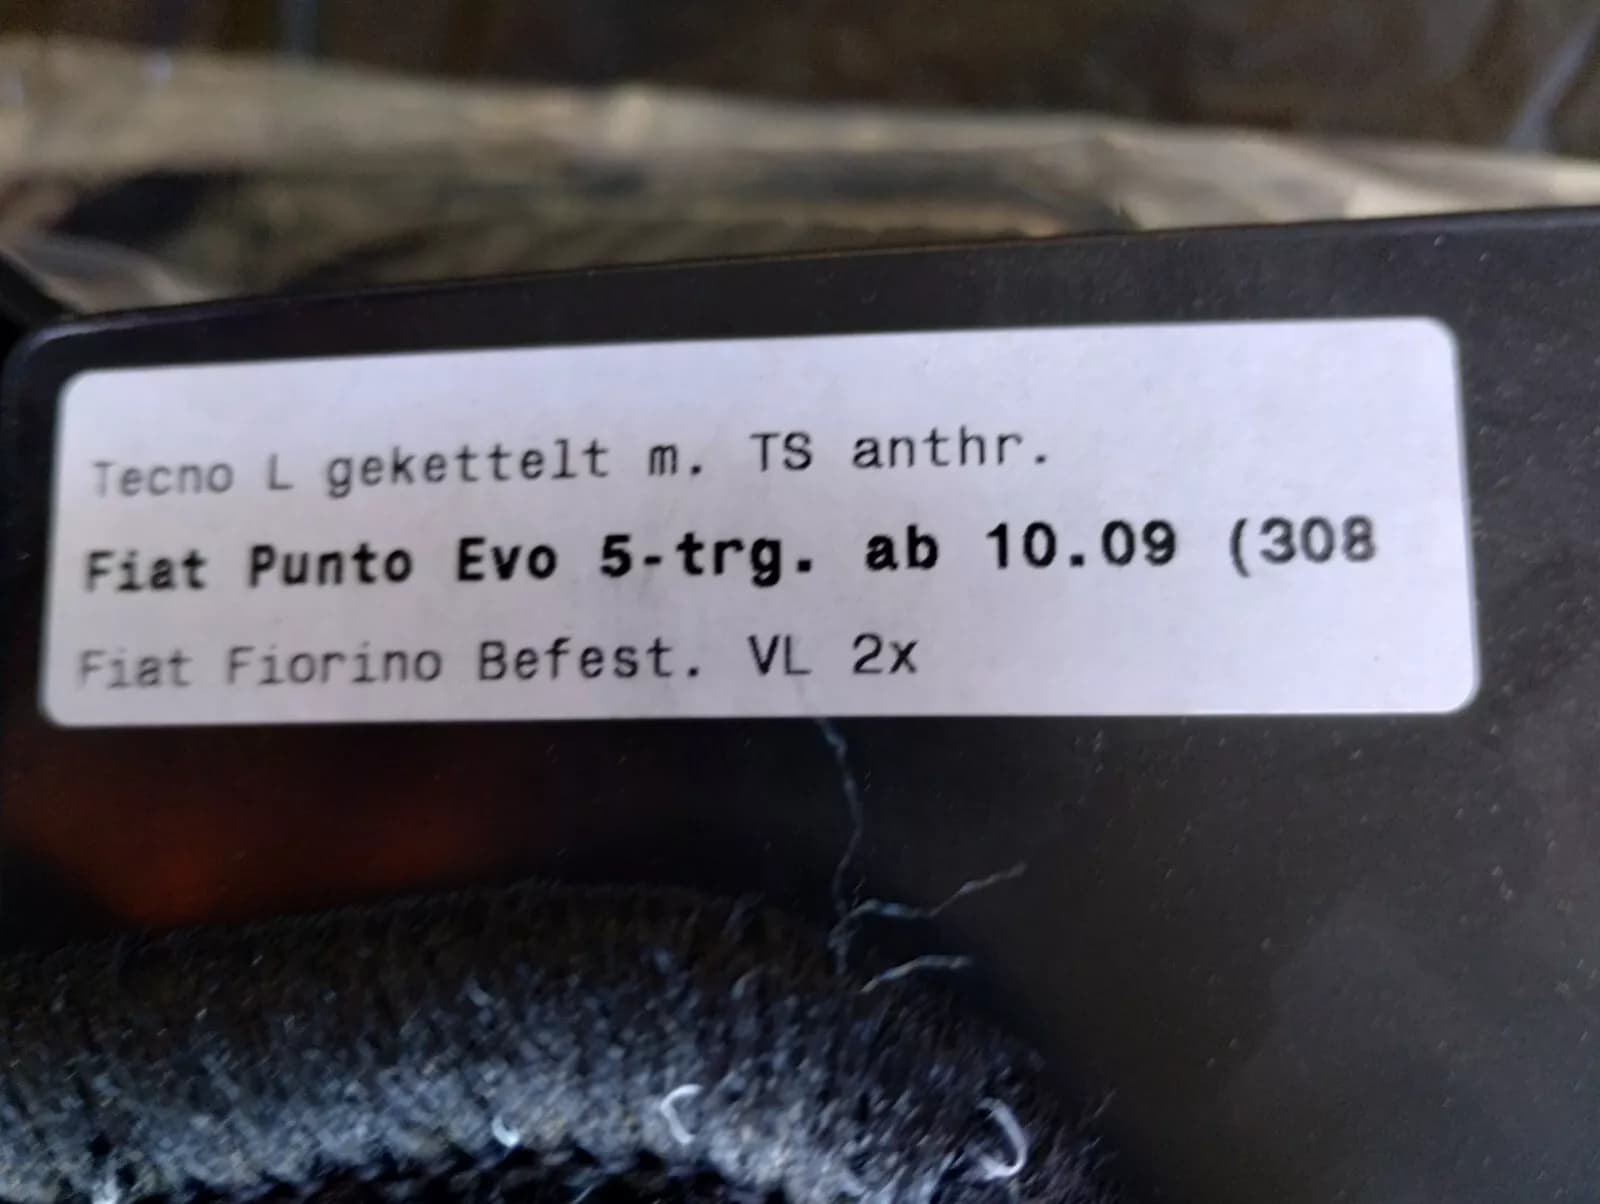 Tecno L gekettelt m. TS anthr.
Fiat Punto Evo 5-trg. ab 10.09 (308
Fiat Fiorino Befest. VL 2x